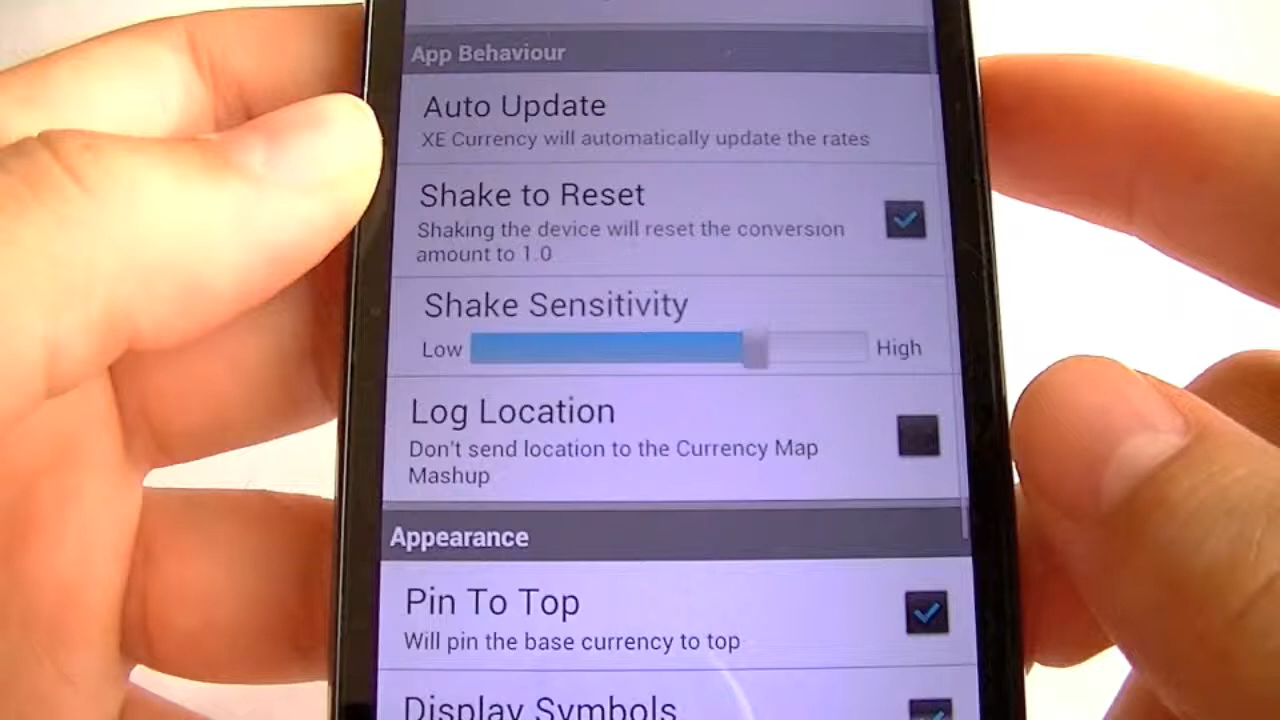 App Behaviour
Auto Update
XE Currency will automatically update the rates
Shake to Reset
Shaking the device will reset the conversion
amount to 1.0
Shake Sensitivity
Low High
Log Location
Don't send location to the Currency Map
Mashup
Appearance
Pin To Top
Will pin the base currency to top
Display Symbols